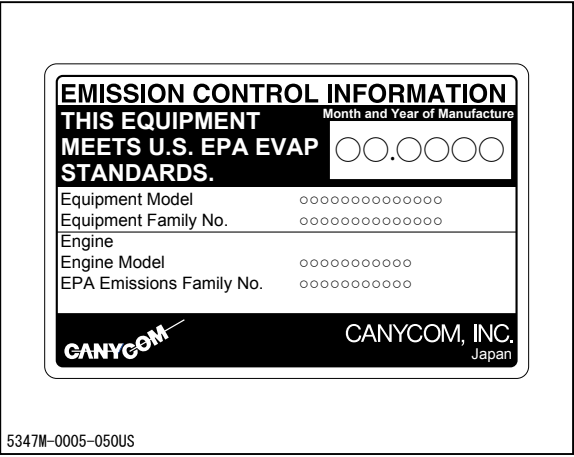 EMISSION CONTROL INFORMATION
THIS EQUIPMENT
MEETS U.S. EPA EVAP
STANDARDS.
Month and Year of Manufacture
○○.○○○○
Equipment Model ○○○○○○○○○○○○○○
Equipment Family No. ○○○○○○○○○○○○○○
Engine
Engine Model ○○○○○○○○○○○
EPA Emissions Family No. ○○○○○○○○○○○
CANYCOM
CANYCOM, INC.
Japan
5347M-0005-050US